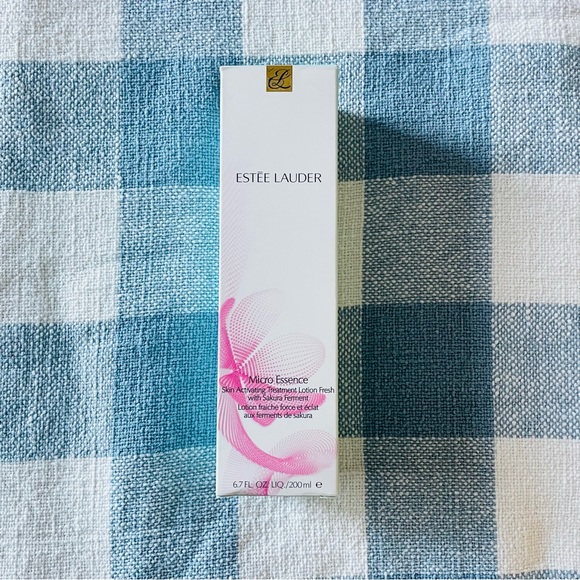 EL
ESTĒE LAUDER
Micro Essence
Skin Activating Treatment Lotion Fresh
with Sakura Ferment
Lotion fraîche force et éclat
aux ferments de sakura
6.7 FL. OZ. LIQ./200 ml ℮